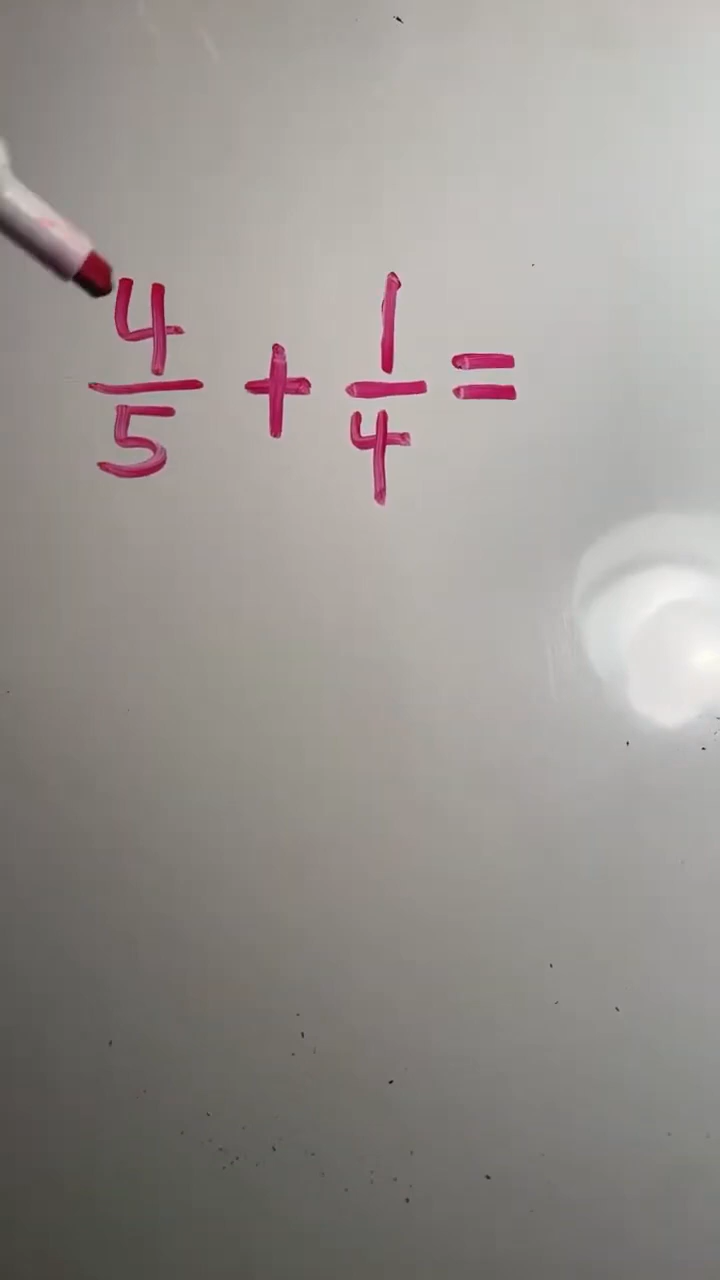 4/5 + 1/4 =